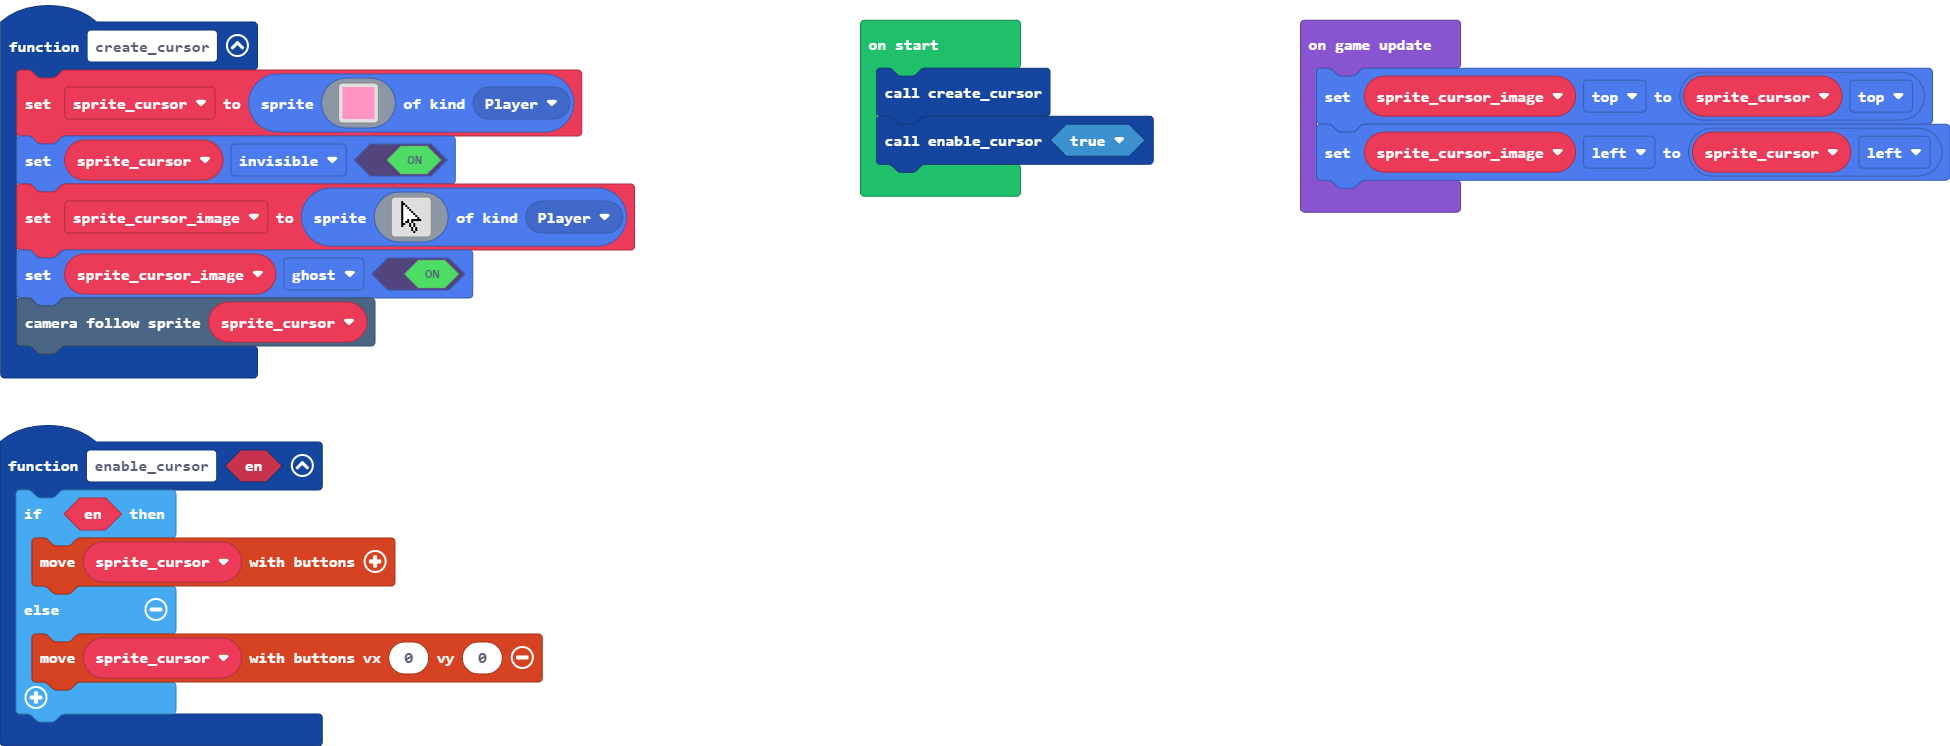 function create_cursor
set sprite_cursor to sprite of kind Player
set sprite_cursor invisible ON
set sprite_cursor_image to sprite of kind Player
set sprite_cursor_image ghost ON
camera follow sprite sprite_cursor
on start
call create_cursor
call enable_cursor true
on game update
set sprite_cursor_image top to sprite_cursor top
set sprite_cursor_image left to sprite_cursor left
function enable_cursor en
if en then
move sprite_cursor with buttons
else
move sprite_cursor with buttons vx 0 vy 0